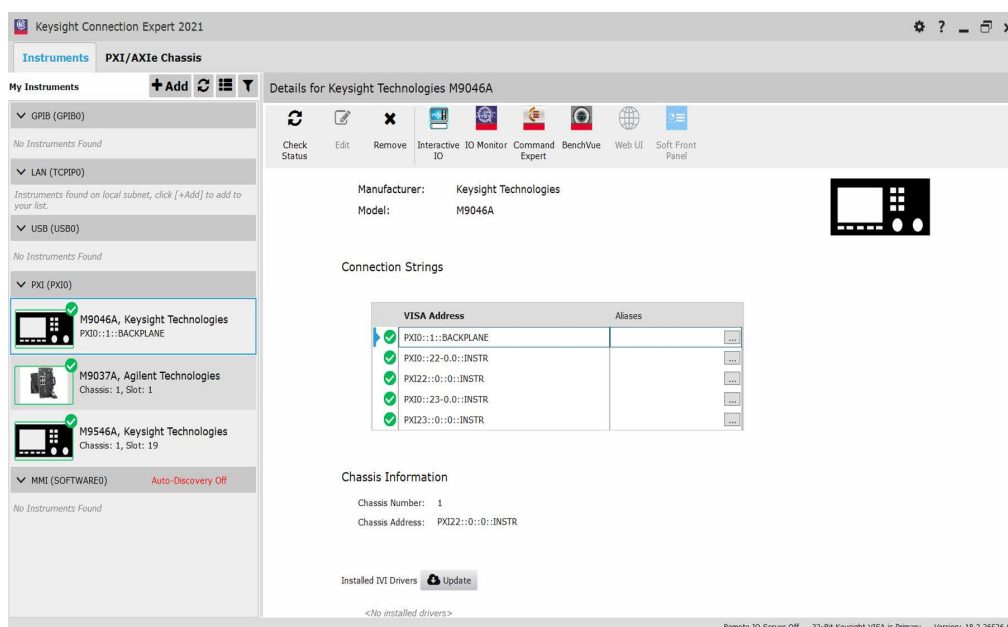 Keysight Connection Expert 2021
?
Instruments PXI/AXIe Chassis
My Instruments
+ Add
GPIB (GPIB0)
No Instruments Found
LAN (TCPIP0)
Instruments found on local subnet, click [+Add] to add to
your list.
USB (USB0)
No Instruments Found
PXI (PXI0)
M9046A, Keysight Technologies
PXI0::1::BACKPLANE
M9037A, Agilent Technologies
Chassis: 1, Slot: 1
M9546A, Keysight Technologies
Chassis: 1, Slot: 19
MMI (SOFTWARE0) Auto-Discovery Off
No Instruments Found
Details for Keysight Technologies M9046A
Check
Status
Edit
Remove
Interactive
IO
IO Monitor
Command
Expert
BenchVue
Web UI
Soft Front
Panel
Manufacturer: Keysight Technologies
Model: M9046A
Connection Strings
VISA Address Aliases
PXI0::1::BACKPLANE ...
PXI0::22-0.0::INSTR ...
PXI22::0::0::INSTR ...
PXI0::23-0.0::INSTR ...
PXI23::0::0::INSTR ...
Chassis Information
Chassis Number: 1
Chassis Address: PXI22::0::0::INSTR
Installed IVI Drivers Update
<No installed drivers>
Remote IO Server Off 32-Bit Keysight VISA is Primary Version: 18.2.26526.